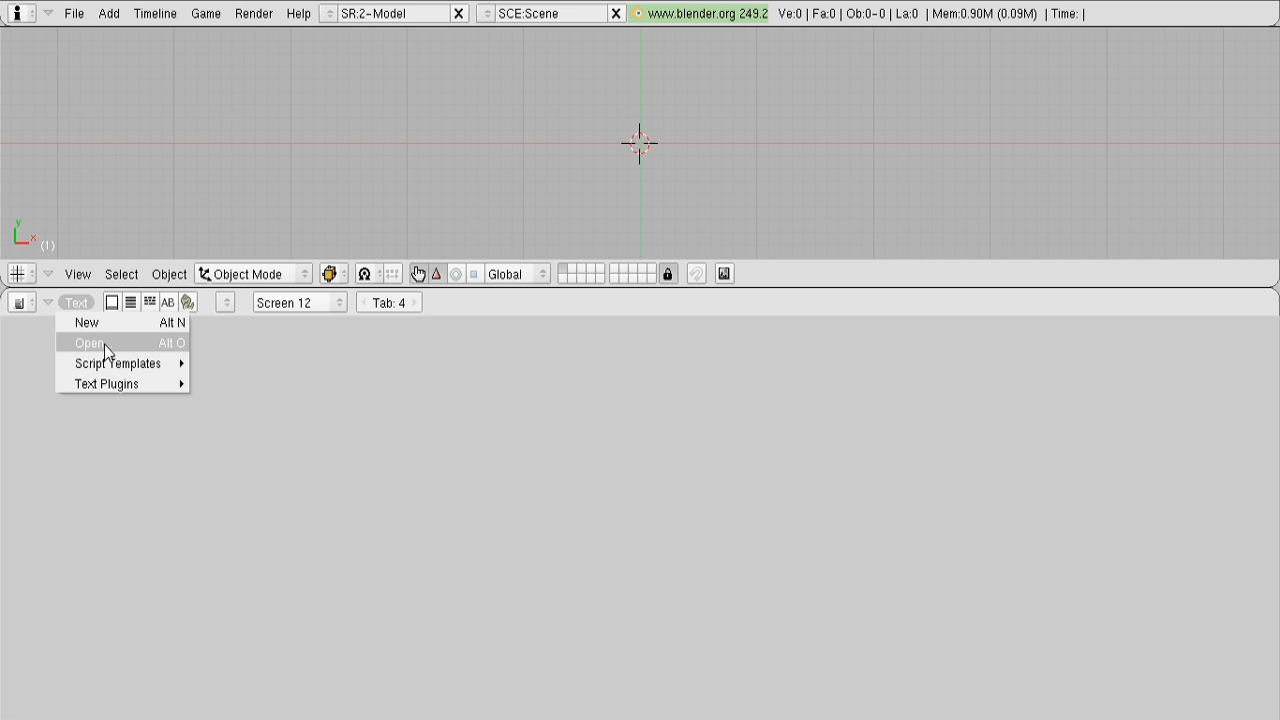 File Add Timeline Game Render Help SR:2-Model SCE:Scene www.blender.org 249.2 Ve:0 | Fa:0 | Ob:0-0 | La:0 | Mem:0.90M (0.09M) | Time: |
y
x
(1)
View Select Object Object Mode Global
Text AB Screen 12 Tab: 4
New Alt N
Open... Alt O
Script Templates
Text Plugins